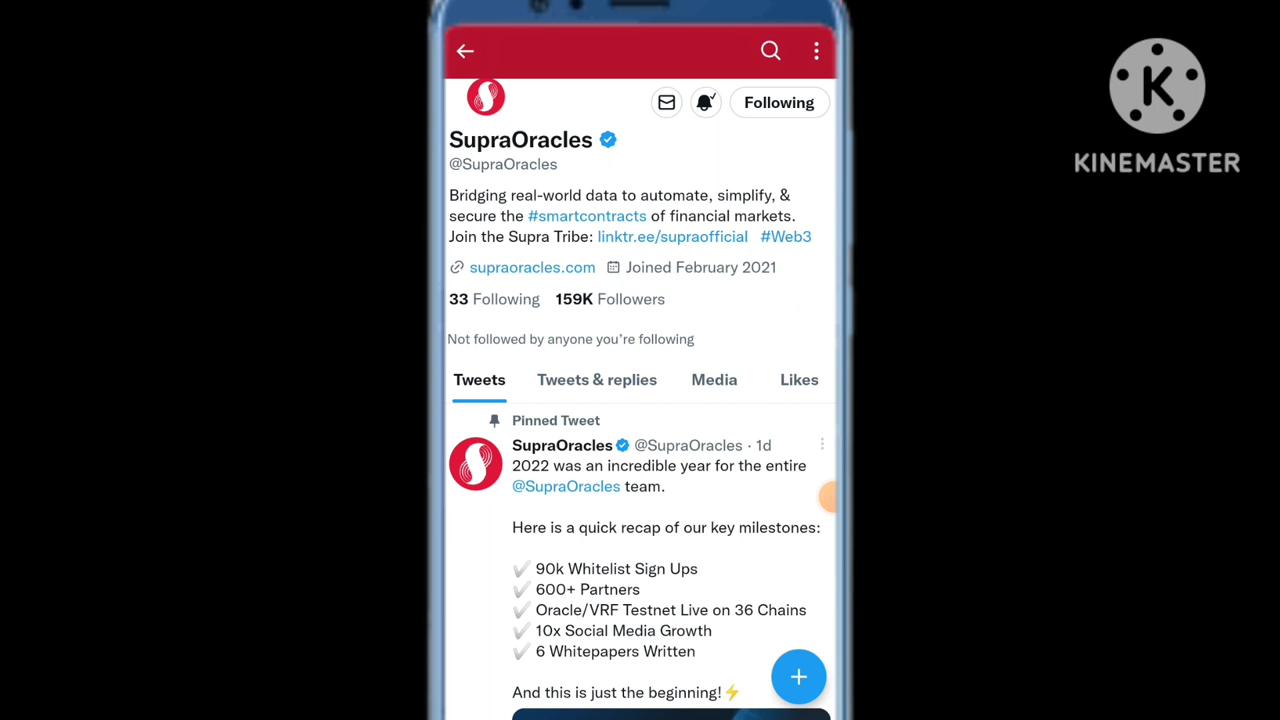 Following
SupraOracles
@SupraOracles
Bridging real-world data to automate, simplify, &
secure the #smartcontracts of financial markets.
Join the Supra Tribe: linktr.ee/supraofficial #Web3
supraoracles.com Joined February 2021
33 Following 159K Followers
Not followed by anyone you're following
Tweets Tweets & replies Media Likes
Pinned Tweet
SupraOracles @SupraOracles · 1d
2022 was an incredible year for the entire
@SupraOracles team.
Here is a quick recap of our key milestones:
✔️ 90k Whitelist Sign Ups
✔️ 600+ Partners
✔️ Oracle/VRF Testnet Live on 36 Chains
✔️ 10x Social Media Growth
✔️ 6 Whitepapers Written
And this is just the beginning!⚡
K
KINEMASTER